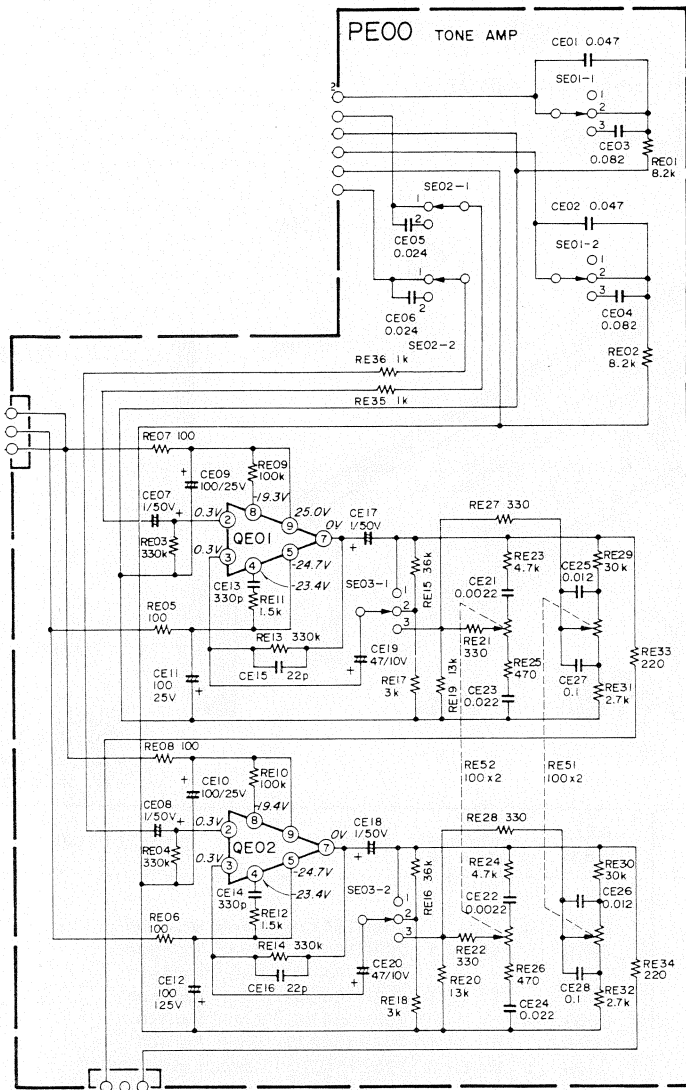 PE00 TONE AMP
CE01 0.047
SE01-1
2
1
2
3
CE03
0.082
RE01
8.2k
SE02-1
1
2
CE05
0.024
CE02 0.047
SE01-2
1
2
3
CE04
0.082
1
2
CE06
0.024
SE02-2
RE02
8.2k
RE36 1k
RE35 1k
RE07 100
CE09
100/25V
+
RE09
100k
-19.3V
25.0V
CE07
1/50V
+
0.3V
2
8
9
0V
CE17
1/50V
+
RE27 330
RE03
330k
0.3V
3
QE01
7
4
5
-24.7V
-23.4V
RE15 36k
RE23
4.7k
CE25
0.012
RE29
30k
CE13
330p
RE11
1.5k
SE03-1
1
2
3
CE21
0.0022
RE05
100
RE13 330k
CE15 22p
CE19
47/10V
+
RE21
330
RE25
470
RE33
220
CE11
100
25V
+
RE17
3k
RE19 13k
CE23
0.022
CE27
0.1
RE31
2.7k
RE08 100
CE10
100/25V
+
RE10
100k
-19.4V
RE52
100x2
RE51
100x2
CE08
1/50V
+
0.3V
2
8
9
0V
CE18
1/50V
+
RE28 330
RE04
330k
0.3V
3
QE02
7
4
5
-24.7V
-23.4V
RE16 36k
RE24
4.7k
RE30
30k
CE14
330p
RE12
1.5k
SE03-2
1
2
3
CE22
0.0022
CE26
0.012
RE06
100
RE14 330k
CE16 22p
CE20
47/10V
+
RE22
330
RE26
470
RE34
220
CE12
100
125V
+
RE18
3k
RE20
13k
CE24
0.022
CE28
0.1
RE32
2.7k